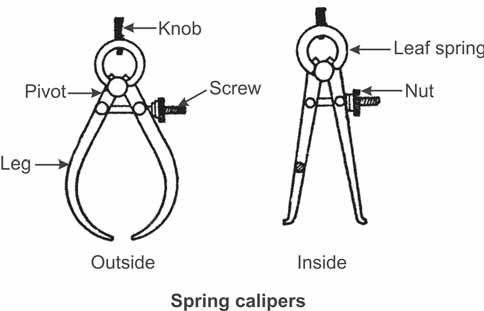 Knob
Leaf spring
Pivot
Screw
Nut
Leg
Outside
Inside
Spring calipers